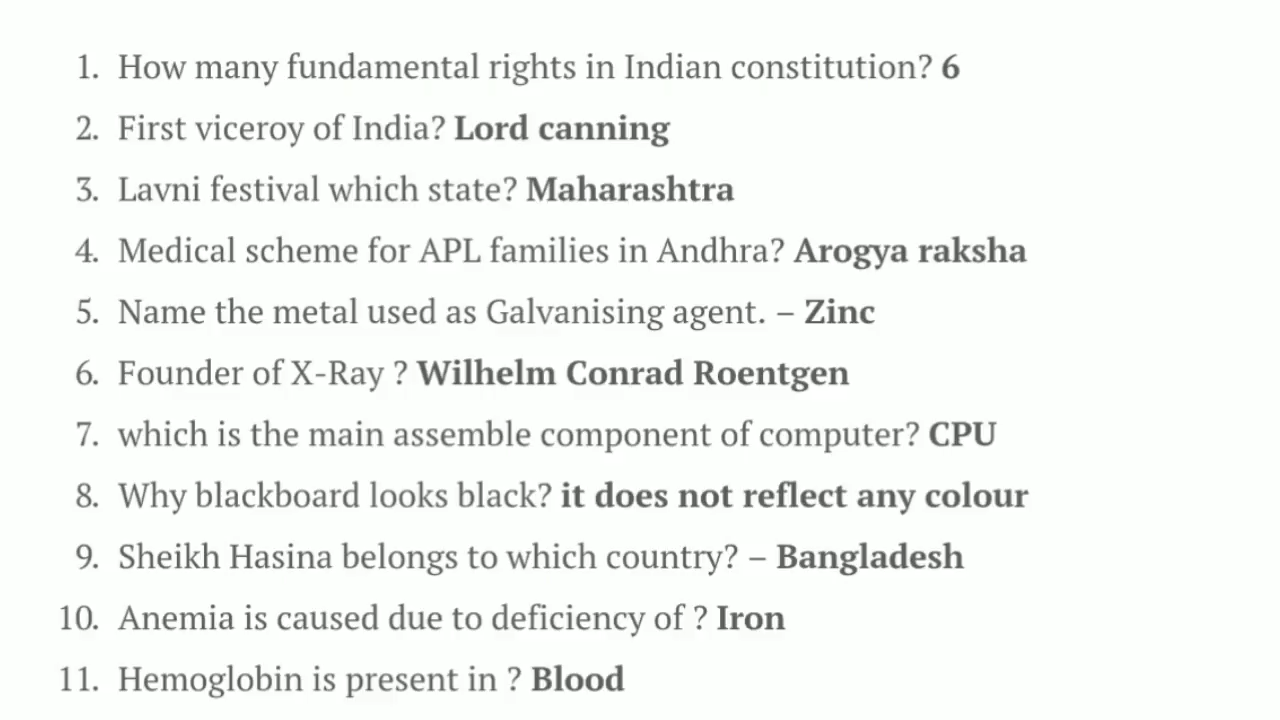 1. How many fundamental rights in Indian constitution? 6
2. First viceroy of India? Lord canning
3. Lavni festival which state? Maharashtra
4. Medical scheme for APL families in Andhra? Arogya raksha
5. Name the metal used as Galvanising agent. – Zinc
6. Founder of X-Ray ? Wilhelm Conrad Roentgen
7. which is the main assemble component of computer? CPU
8. Why blackboard looks black? it does not reflect any colour
9. Sheikh Hasina belongs to which country? – Bangladesh
10. Anemia is caused due to deficiency of ? Iron
11. Hemoglobin is present in ? Blood